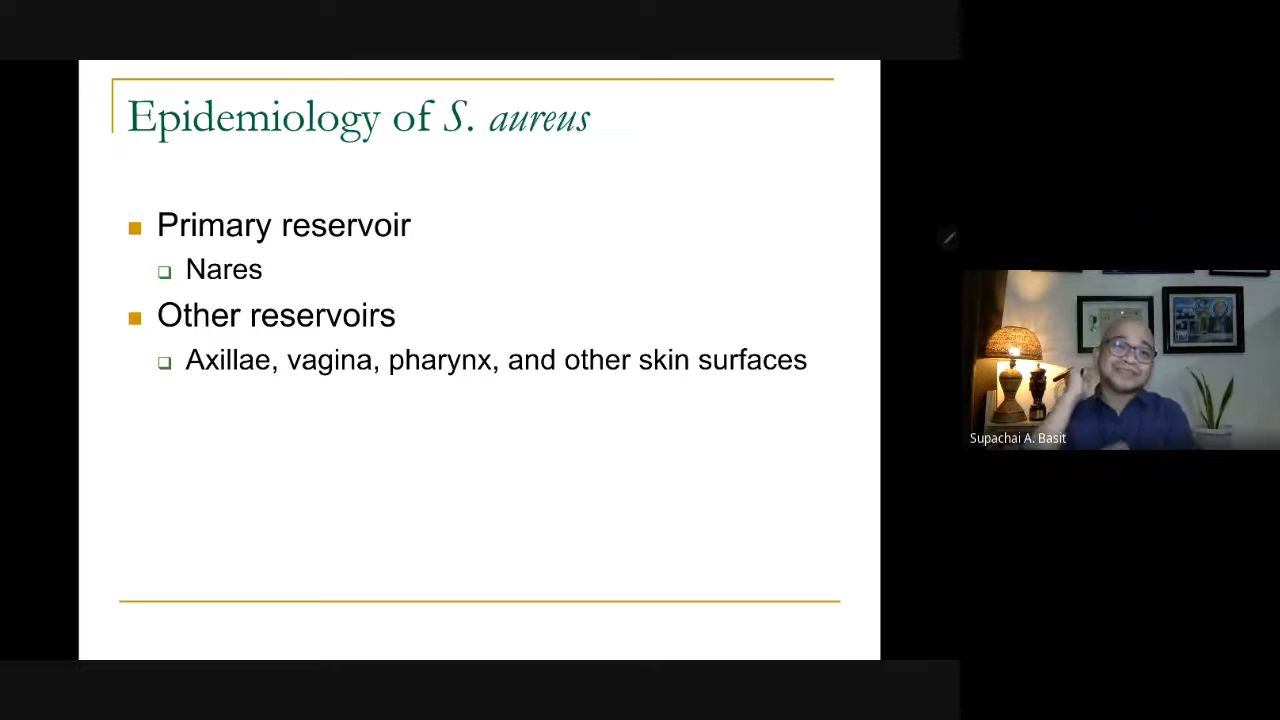 Epidemiology of S. aureus
Primary reservoir
Nares
Other reservoirs
Axillae, vagina, pharynx, and other skin surfaces
Supachai A. Basit